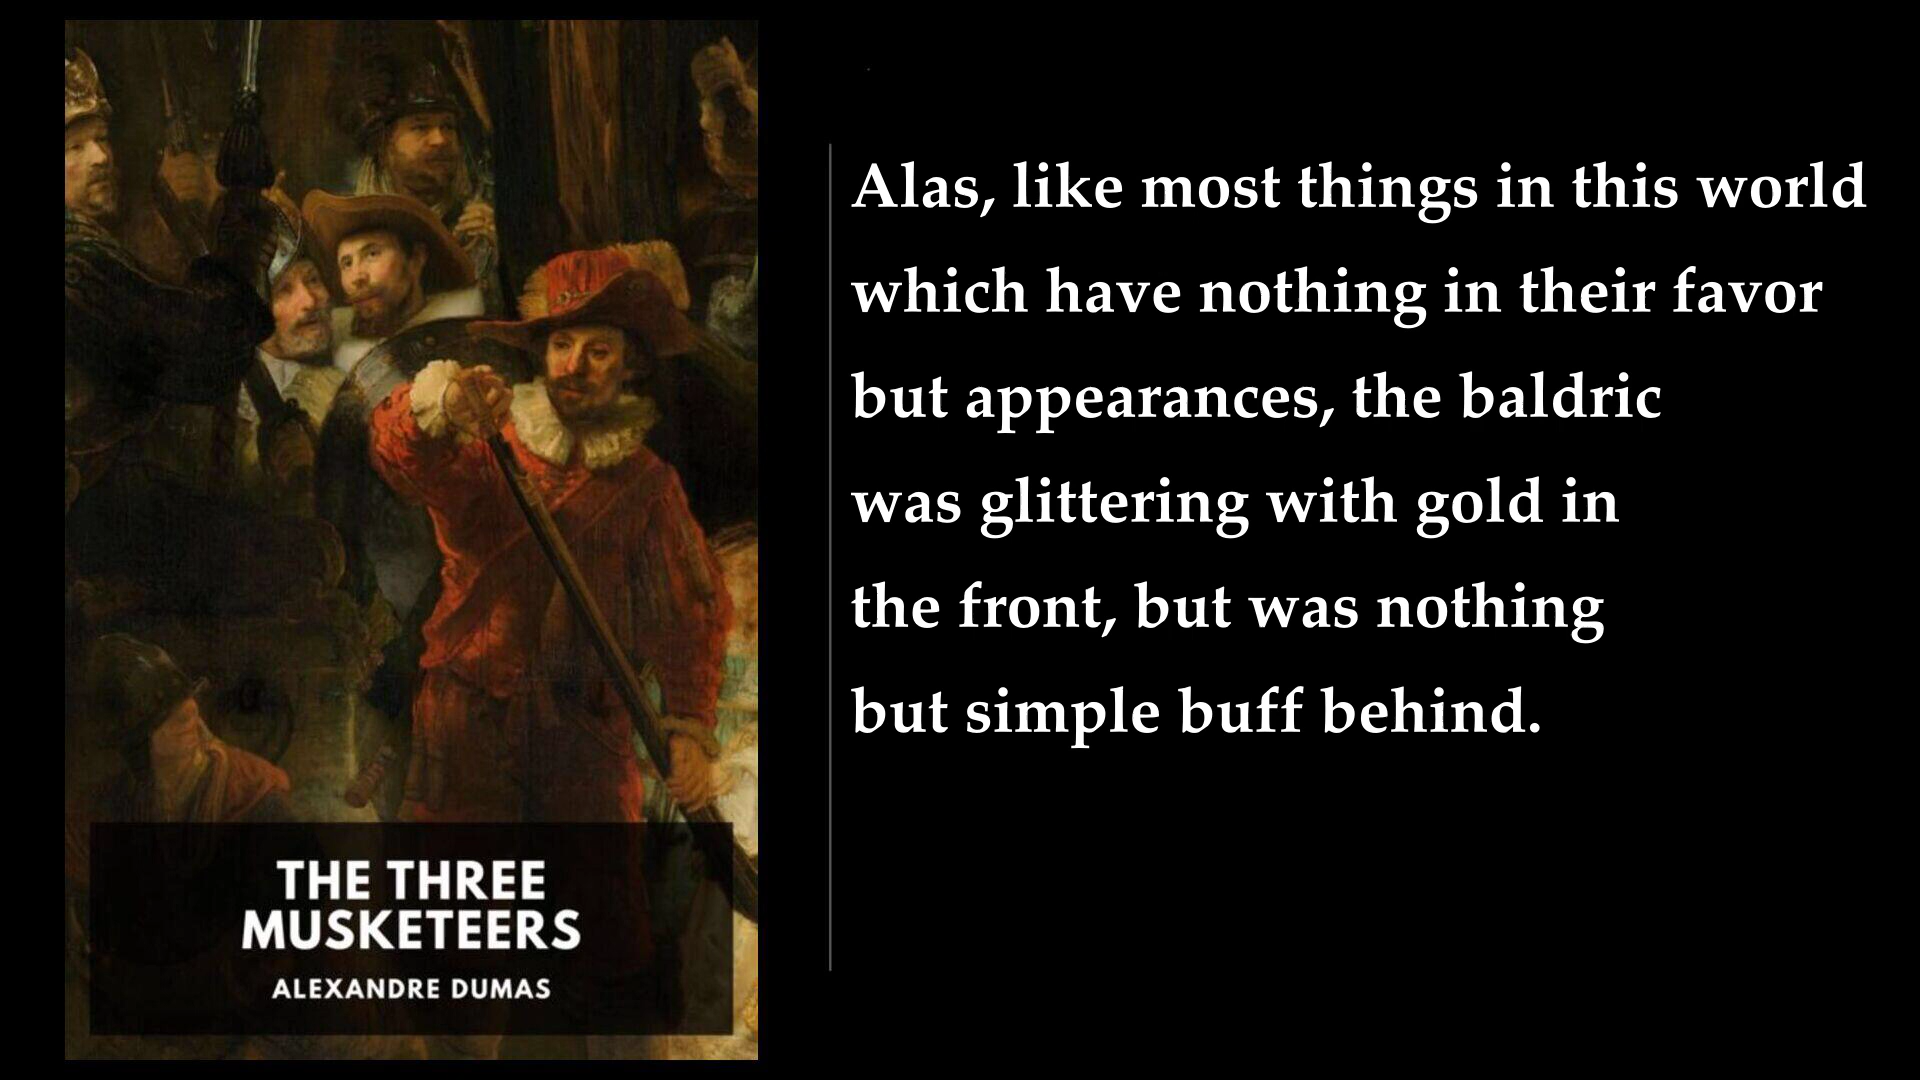 Alas, like most things in this world
which have nothing in their favor
but appearances, the baldric
was glittering with gold in
the front, but was nothing
but simple buff behind.
THE THREE
MUSKETEERS
ALEXANDRE DUMAS